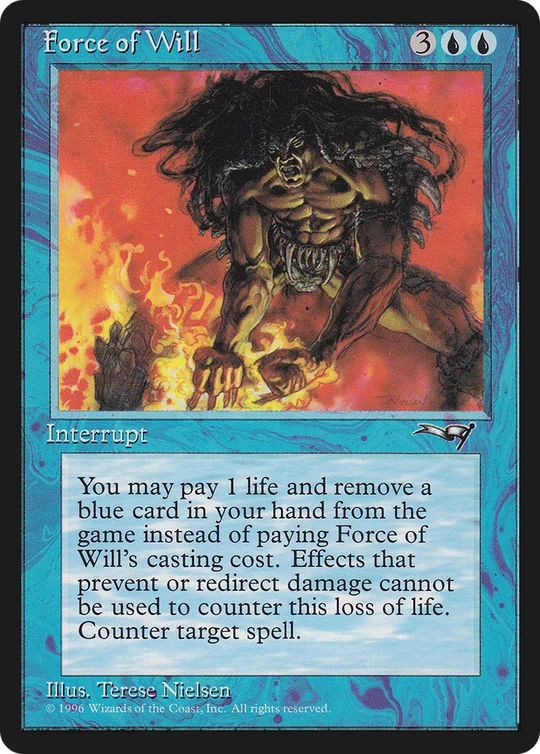 Force of Will 3
T. NIELSEN
Interrupt
You may pay 1 life and remove a
blue card in your hand from the
game instead of paying Force of
Will's casting cost. Effects that
prevent or redirect damage cannot
be used to counter this loss of life.
Counter target spell.
Illus. Terese Nielsen
© 1996 Wizards of the Coast, Inc. All rights reserved.